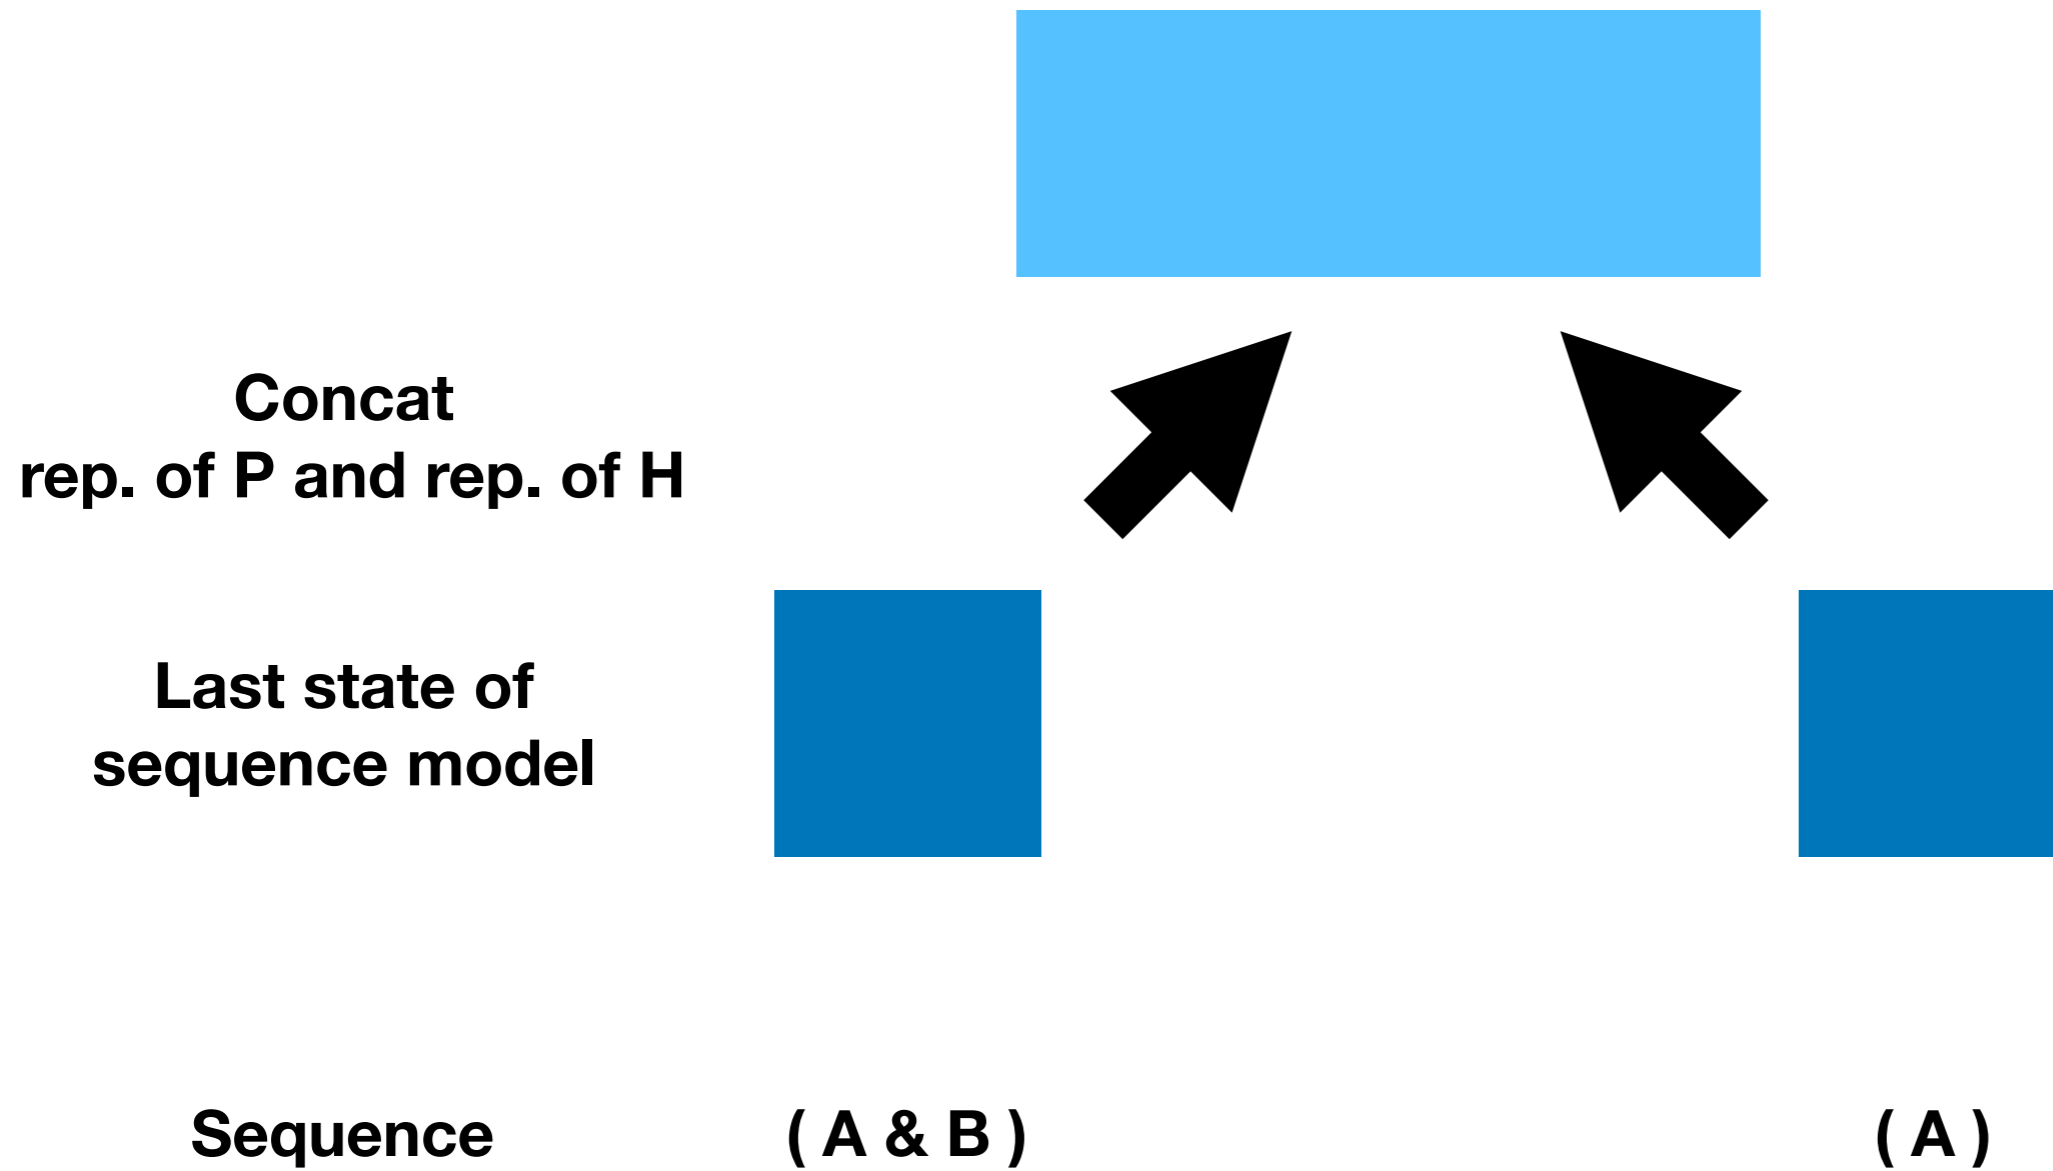 Concat
rep. of P and rep. of H
Last state of
sequence model
Sequence
( A & B )
( A )